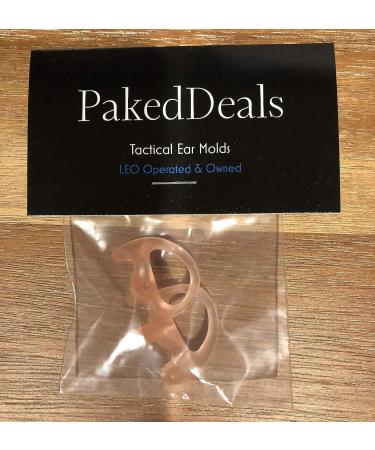 PakedDeals
Tactical Ear Molds
LEO Operated & Owned